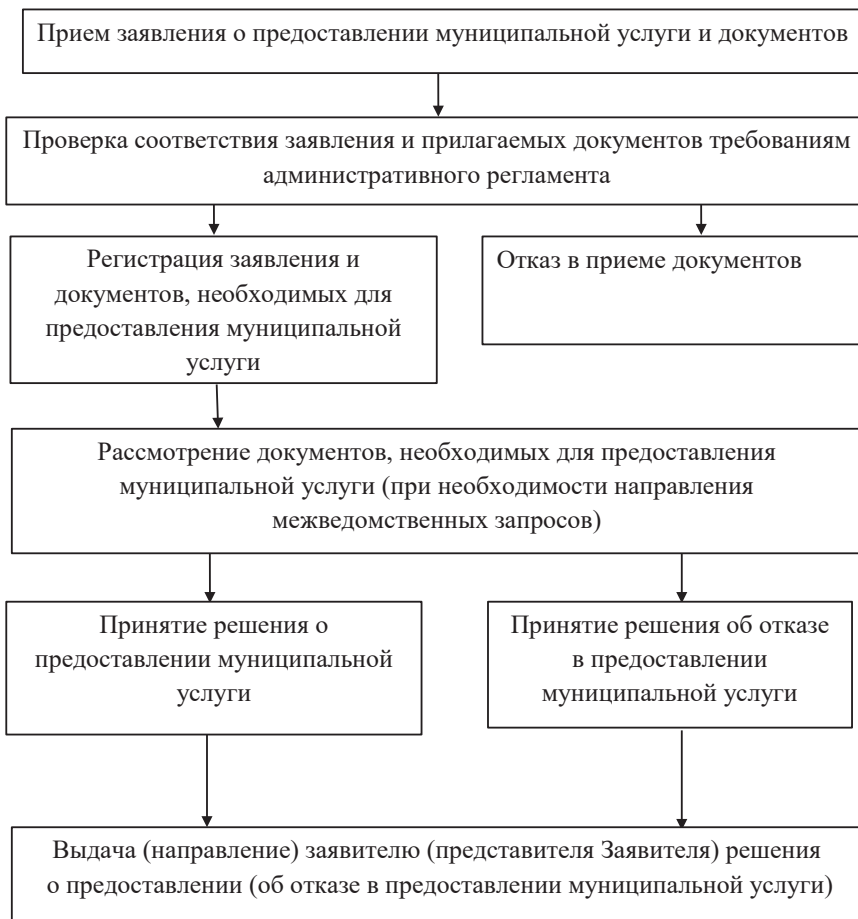 Прием заявления о предоставлении муниципальной услуги и документов
Проверка соответствия заявления и прилагаемых документов требованиям
административного регламента
Регистрация заявления и
документов, необходимых для
предоставления муниципальной
услуги
Отказ в приеме документов
Рассмотрение документов, необходимых для предоставления
муниципальной услуги (при необходимости направления
межведомственных запросов)
Принятие решения о
предоставлении муниципальной
услуги
Принятие решения об отказе
в предоставлении
муниципальной услуги
Выдача (направление) заявителю (представителя Заявителя) решения
о предоставлении (об отказе в предоставлении муниципальной услуги)